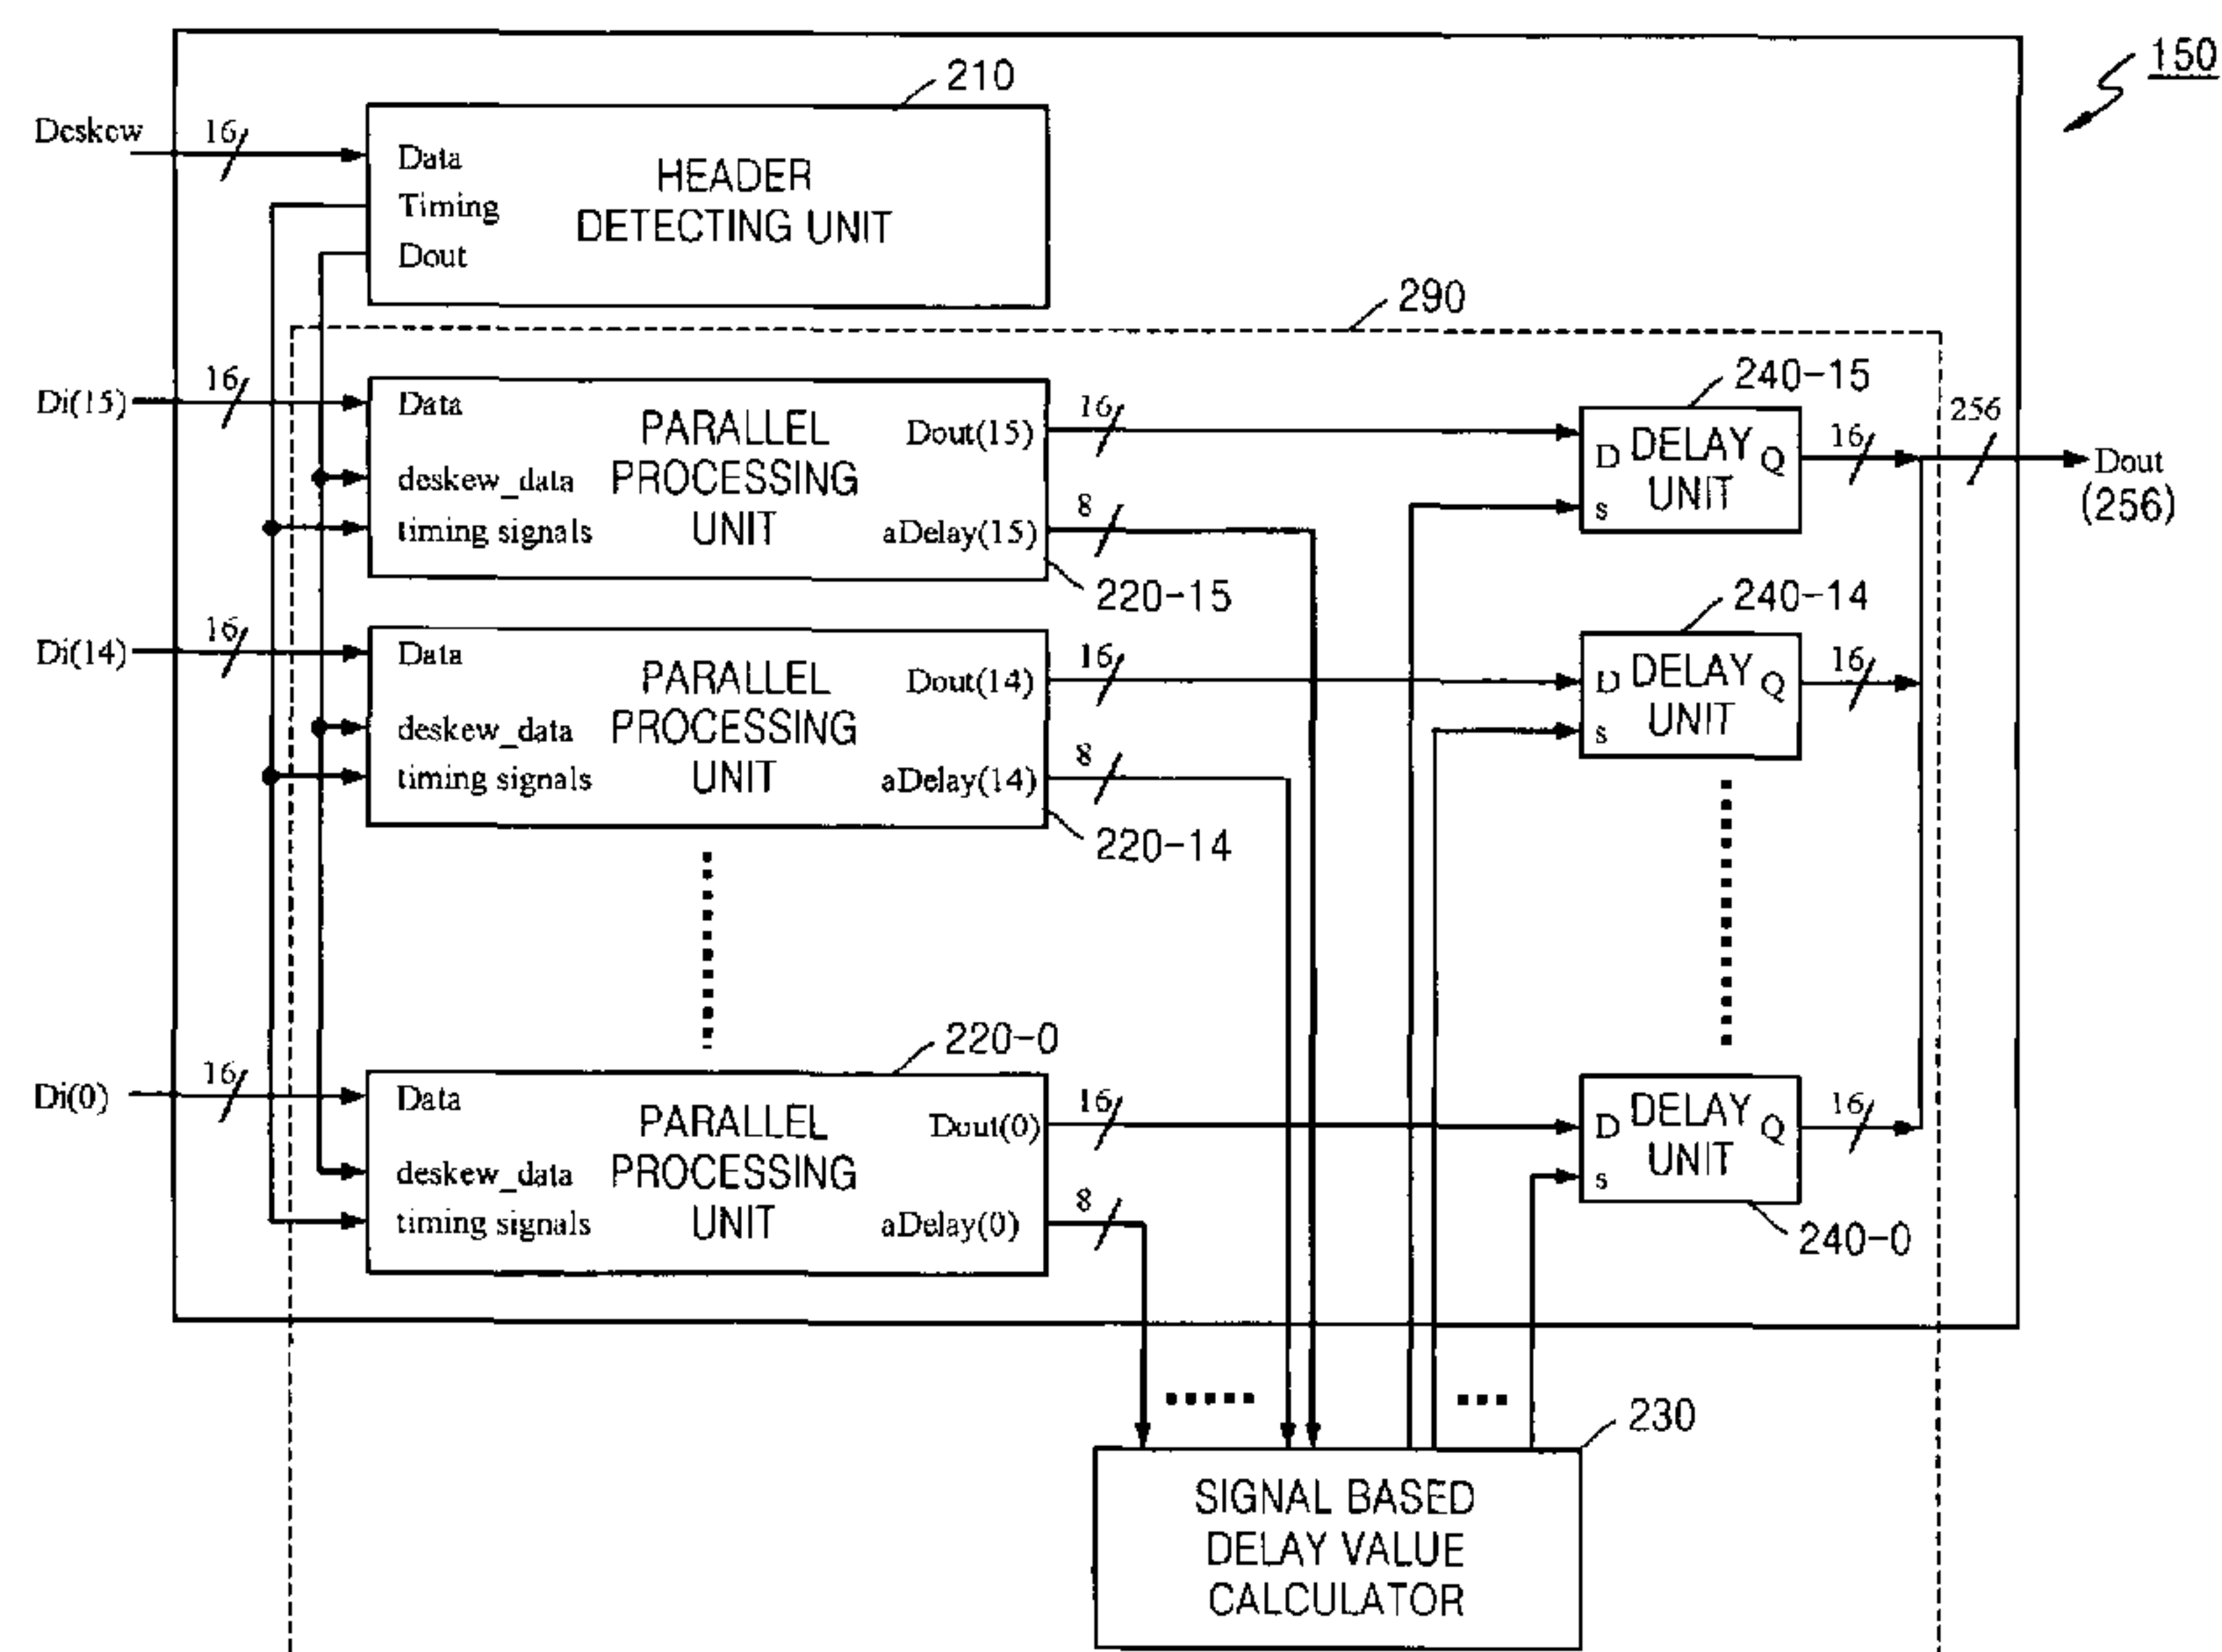 150
210
Deskew
16
Data
Timing
Dout
HEADER
DETECTING UNIT
290
Di(15)
16
Data
deskew_data
timing signals
PARALLEL
PROCESSING
UNIT
Dout(15)
aDelay(15)
16
8
220-15
240-15
D
s
DELAY
UNIT
Q
16
256
Dout
(256)
Di(14)
16
Data
deskew_data
timing signals
PARALLEL
PROCESSING
UNIT
Dout(14)
aDelay(14)
16
8
220-14
240-14
D
s
DELAY
UNIT
Q
16
220-0
Di(0)
16
Data
deskew_data
timing signals
PARALLEL
PROCESSING
UNIT
Dout(0)
aDelay(0)
16
8
D
s
DELAY
UNIT
Q
16
240-0
230
SIGNAL BASED
DELAY VALUE
CALCULATOR